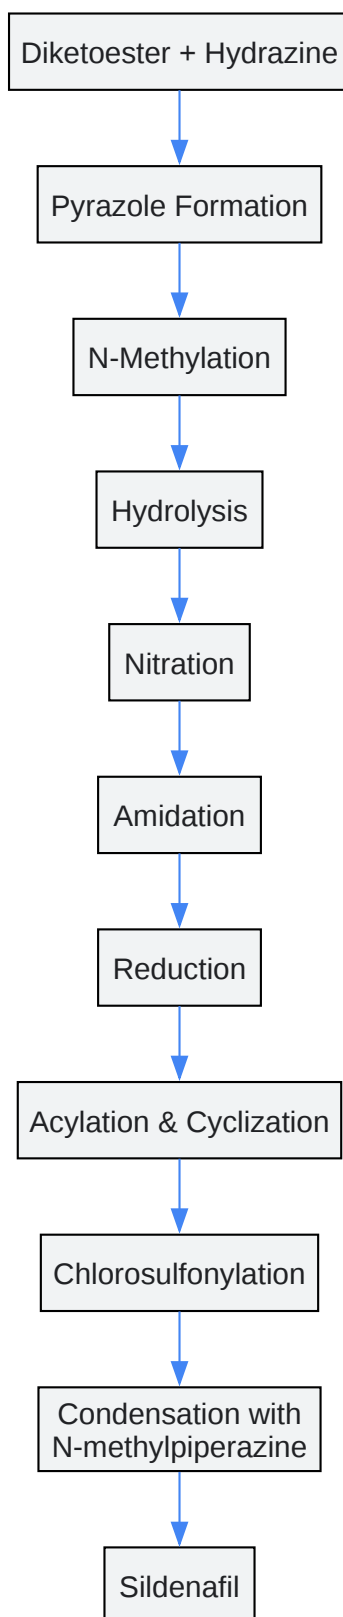 Diketoester + Hydrazine
Pyrazole Formation
N-Methylation
Hydrolysis
Nitration
Amidation
Reduction
Acylation & Cyclization
Chlorosulfonylation
Condensation with
N-methylpiperazine
Sildenafil